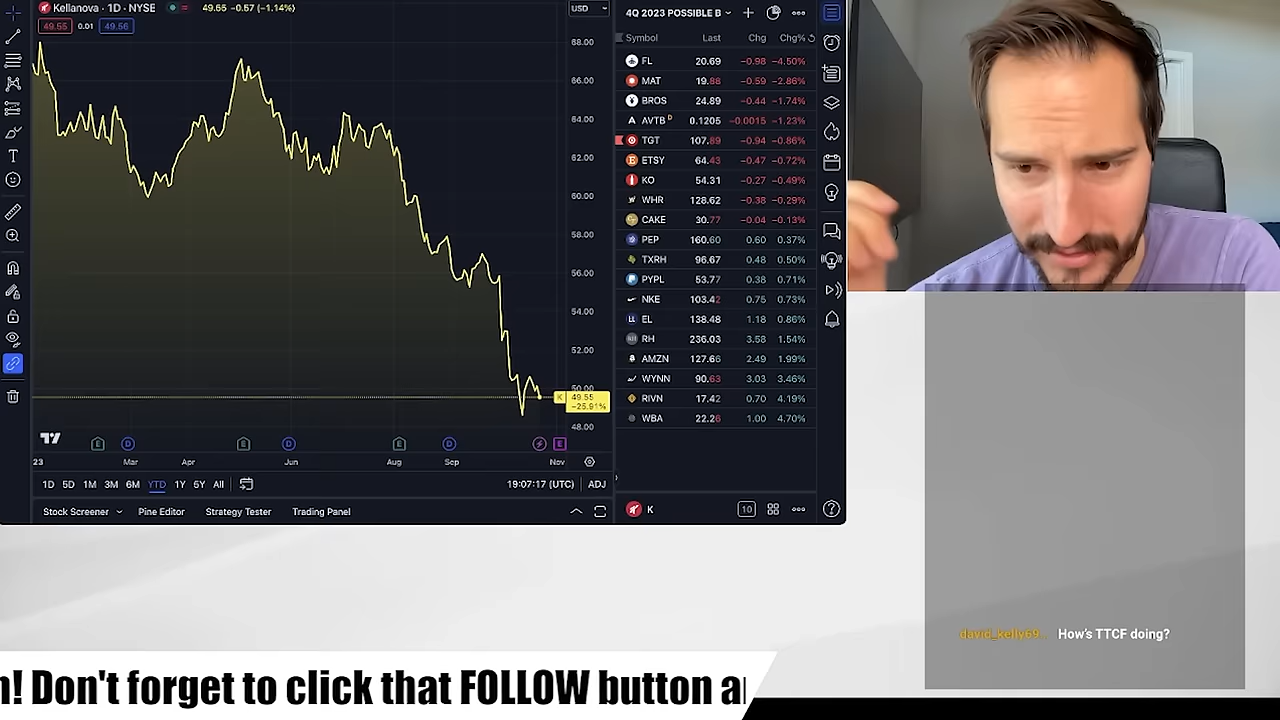 Kellanova · 1D · NYSE
49.55 -0.57 (-1.14%)
49.55 0.01 49.56
USD
68.00
66.00
64.00
62.00
60.00
58.00
56.00
54.00
52.00
50.00
K 49.55
-25.91%
48.00
E D E D E D E
23 Mar Apr Jun Aug Sep Nov
1D 5D 1M 3M 6M YTD 1Y 5Y All
19:07:17 (UTC) ADJ
Stock Screener Pine Editor Strategy Tester Trading Panel
4Q 2023 POSSIBLE B
Symbol Last Chg Chg%
FL 20.69 -0.98 -4.50%
MAT 19.88 -0.59 -2.86%
BROS 24.89 -0.44 -1.74%
AVTB D 0.1205 -0.0015 -1.23%
TGT 107.89 -0.94 -0.86%
ETSY 64.43 -0.47 -0.72%
KO 54.31 -0.27 -0.49%
WHR 128.62 -0.38 -0.29%
CAKE 30.77 -0.04 -0.13%
PEP 160.60 0.60 0.37%
TXRH 96.67 0.48 0.50%
PYPL 53.77 0.38 0.71%
NKE 103.42 0.75 0.73%
EL 138.48 1.18 0.86%
RH 236.03 3.58 1.54%
AMZN 127.66 2.49 1.99%
WYNN 90.63 3.03 3.46%
RIVN 17.42 0.70 4.19%
WBA 22.26 1.00 4.70%
K 10
david_kelly69... How's TTCF doing?
! Don't forget to click that FOLLOW button